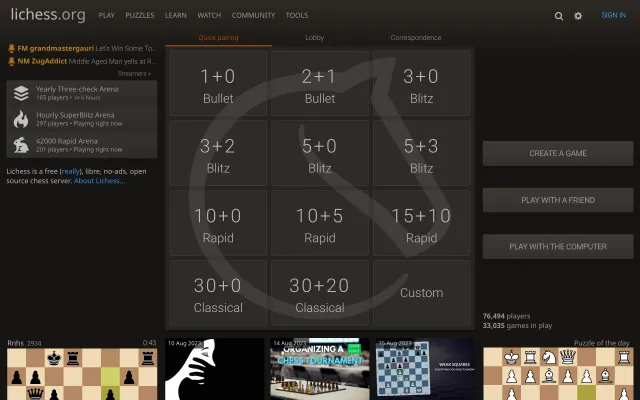 lichess.org
PLAY PUZZLES LEARN WATCH COMMUNITY TOOLS
SIGN IN
FM grandmastergauri Let's Win Some To...
NM ZugAddict Middle Aged Man yells at R...
Streamers »
Yearly Three-check Arena
165 players • in 6 hours
Hourly SuperBlitz Arena
297 players • Playing right now
≤2000 Rapid Arena
201 players • Playing right now
Lichess is a free (really), libre, no-ads, open
source chess server. About Lichess...
Quick pairing Lobby Correspondence
1+0
Bullet
2+1
Bullet
3+0
Blitz
3+2
Blitz
5+0
Blitz
5+3
Blitz
10+0
Rapid
10+5
Rapid
15+10
Rapid
30+0
Classical
30+20
Classical
Custom
CREATE A GAME
PLAY WITH A FRIEND
PLAY WITH THE COMPUTER
76,494 players
33,035 games in play
Rnhs 2934 0:43
10 Aug 2023
14 Aug 2023
ORGANIZING A
CHESS TOURNAMENT
WEAK SQUARES
Puzzle of the day